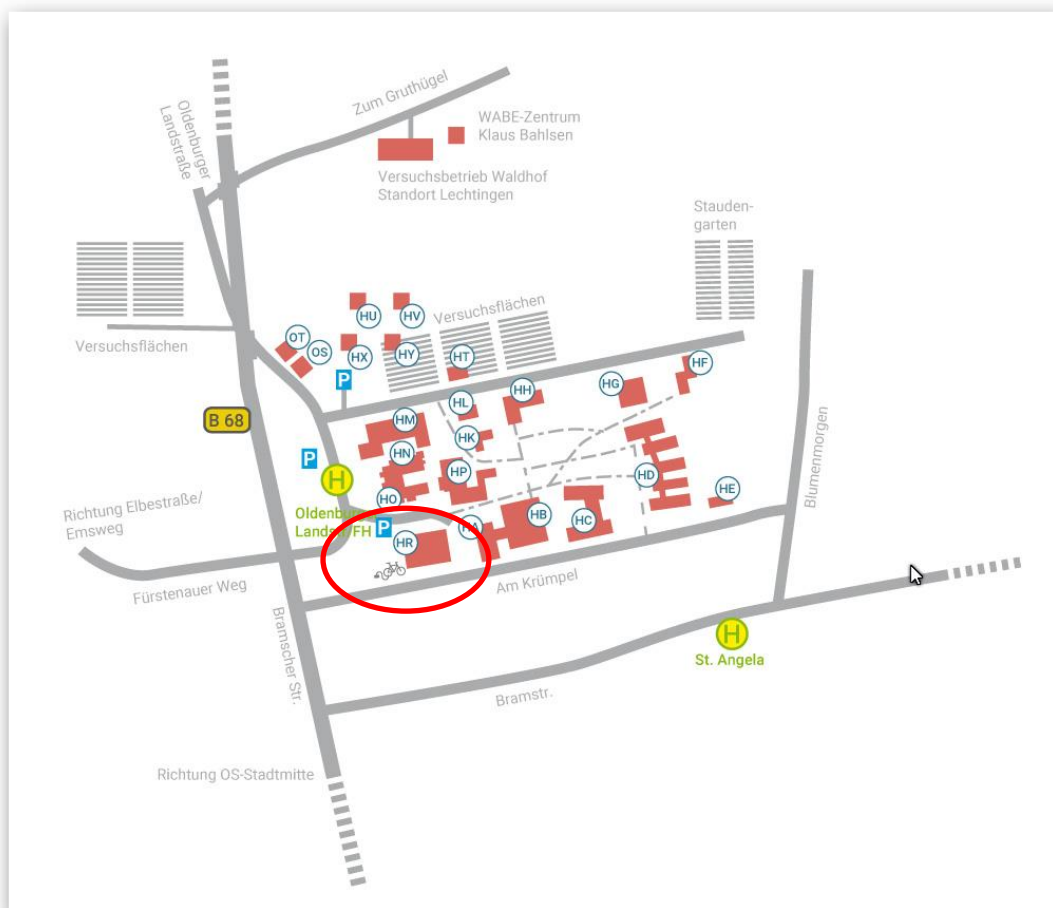 Zum Gruthügel
Oldenburger
Landstraße
WABE-Zentrum
Klaus Bahlsen
Versuchsbetrieb Waldhof
Standort Lechtingen
Stauden-
garten
Versuchsflächen
HU
HV
Versuchsflächen
OT
OS
HX
HY
HT
HF
P
HG
HH
HL
B 68
HM
HK
Blumenmorgen
P
HN
HP
HD
H
HO
HE
Richtung Elbestraße/
Emsweg
Oldenburger
Landstr./FH
P
HA
HB
HC
HR
Fürstenauer Weg
Am Krümpel
Bramscher Str.
H
St. Angela
Bramstr.
Richtung OS-Stadtmitte